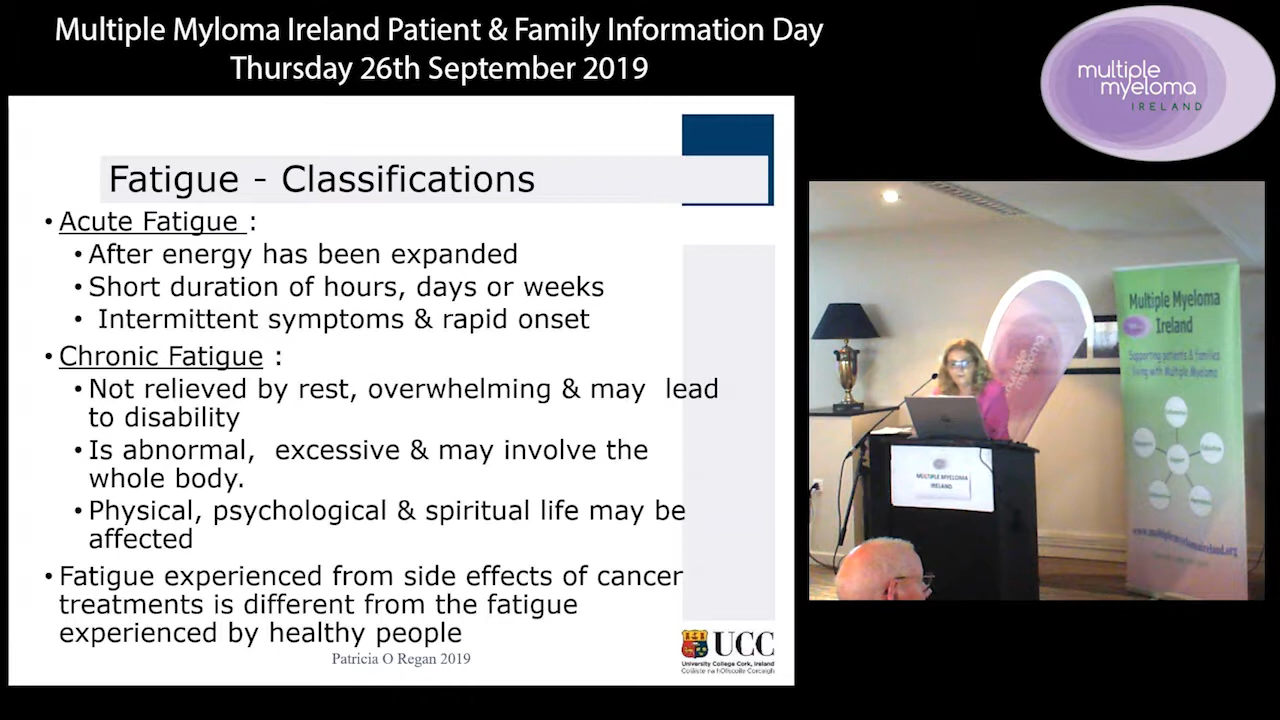 Multiple Myloma Ireland Patient & Family Information Day
Thursday 26th September 2019
multiple
myeloma
IRELAND
Fatigue - Classifications
• Acute Fatigue :
• After energy has been expanded
• Short duration of hours, days or weeks
• Intermittent symptoms & rapid onset
• Chronic Fatigue :
• Not relieved by rest, overwhelming & may lead
to disability
• Is abnormal, excessive & may involve the
whole body.
• Physical, psychological & spiritual life may be
affected
• Fatigue experienced from side effects of cancer
treatments is different from the fatigue
experienced by healthy people
Patricia O Regan 2019
UCC
University College Cork, Ireland
Coláiste na hOllscoile Corcaigh
multiple
myeloma
MULTIPLE MYELOMA
IRELAND
Multiple Myeloma
Ireland
Supporting patients & families
living with Multiple Myeloma
www.multiplemyelomaireland.org